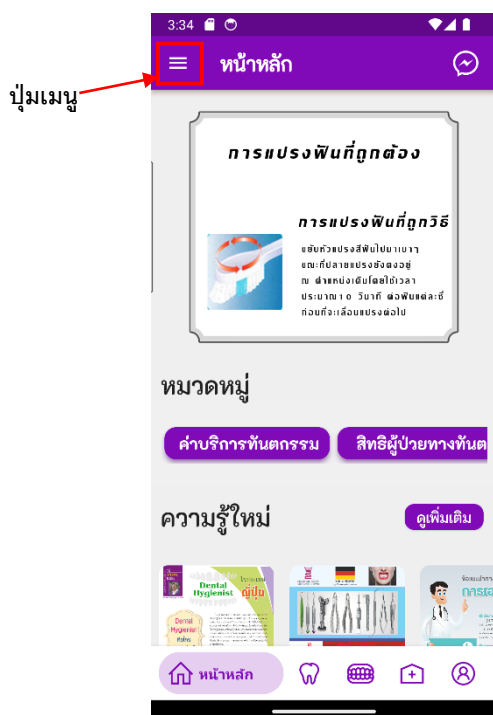 3:34
หน้าหลัก
ปุ่มเมนู
การแปรงฟันที่ถูกต้อง
การแปรงฟันที่ถูกวิธี
ขยับหัวแปรงสีฟันไปมาเบาๆ
ขณะที่ปลายแปรงยังคงอยู่
ณ ตำแหน่งเดิมโดยใช้เวลา
ประมาณ10 วินาที ต่อฟันแต่ละซี่
ก่อนที่จะเลื่อนแปรงต่อไป
หมวดหมู่
ค่าบริการทันตกรรม
สิทธิผู้ป่วยทางทันต
ความรู้ใหม่
ดูเพิ่มเติม
Dental
Hygienist ญี่ปุ่น
Dental
Hygienist
หน้าหลัก